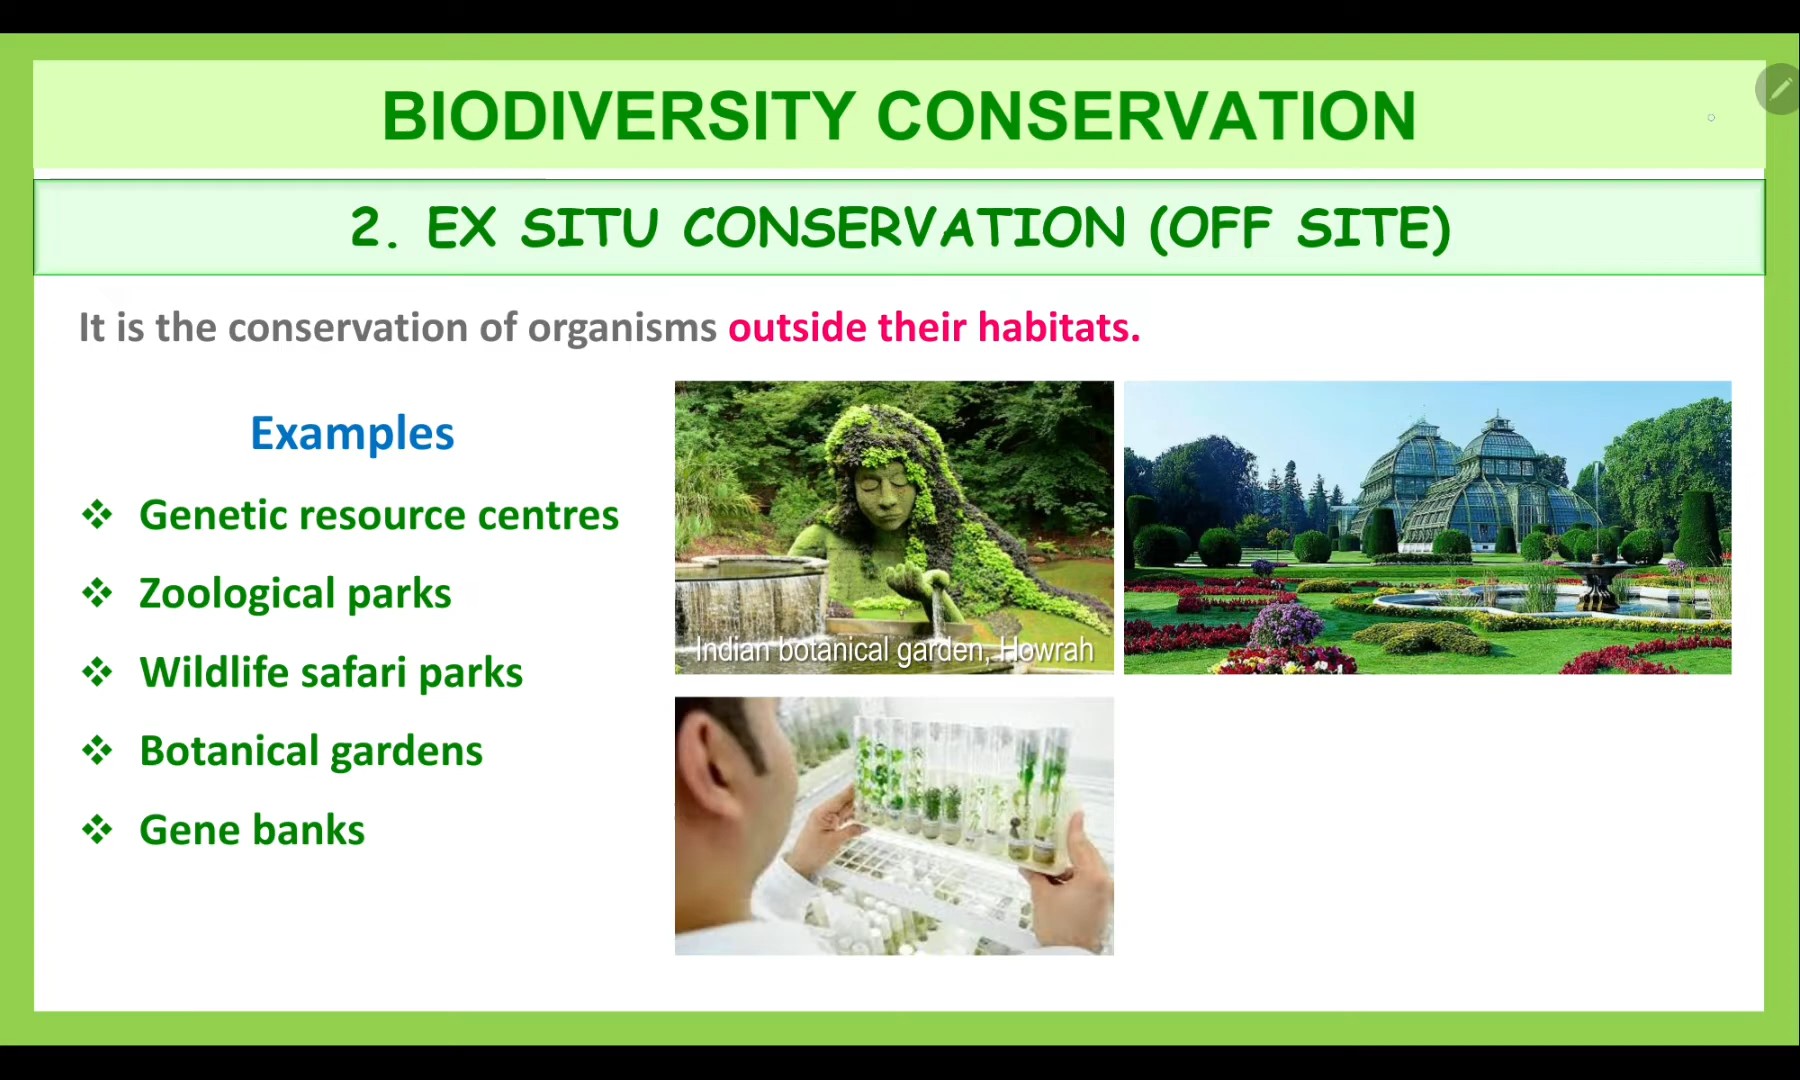 BIODIVERSITY CONSERVATION
2. EX SITU CONSERVATION (OFF SITE)
It is the conservation of organisms outside their habitats.
Examples
❖ Genetic resource centres
❖ Zoological parks
❖ Wildlife safari parks
❖ Botanical gardens
❖ Gene banks
Indian botanical garden, Howrah